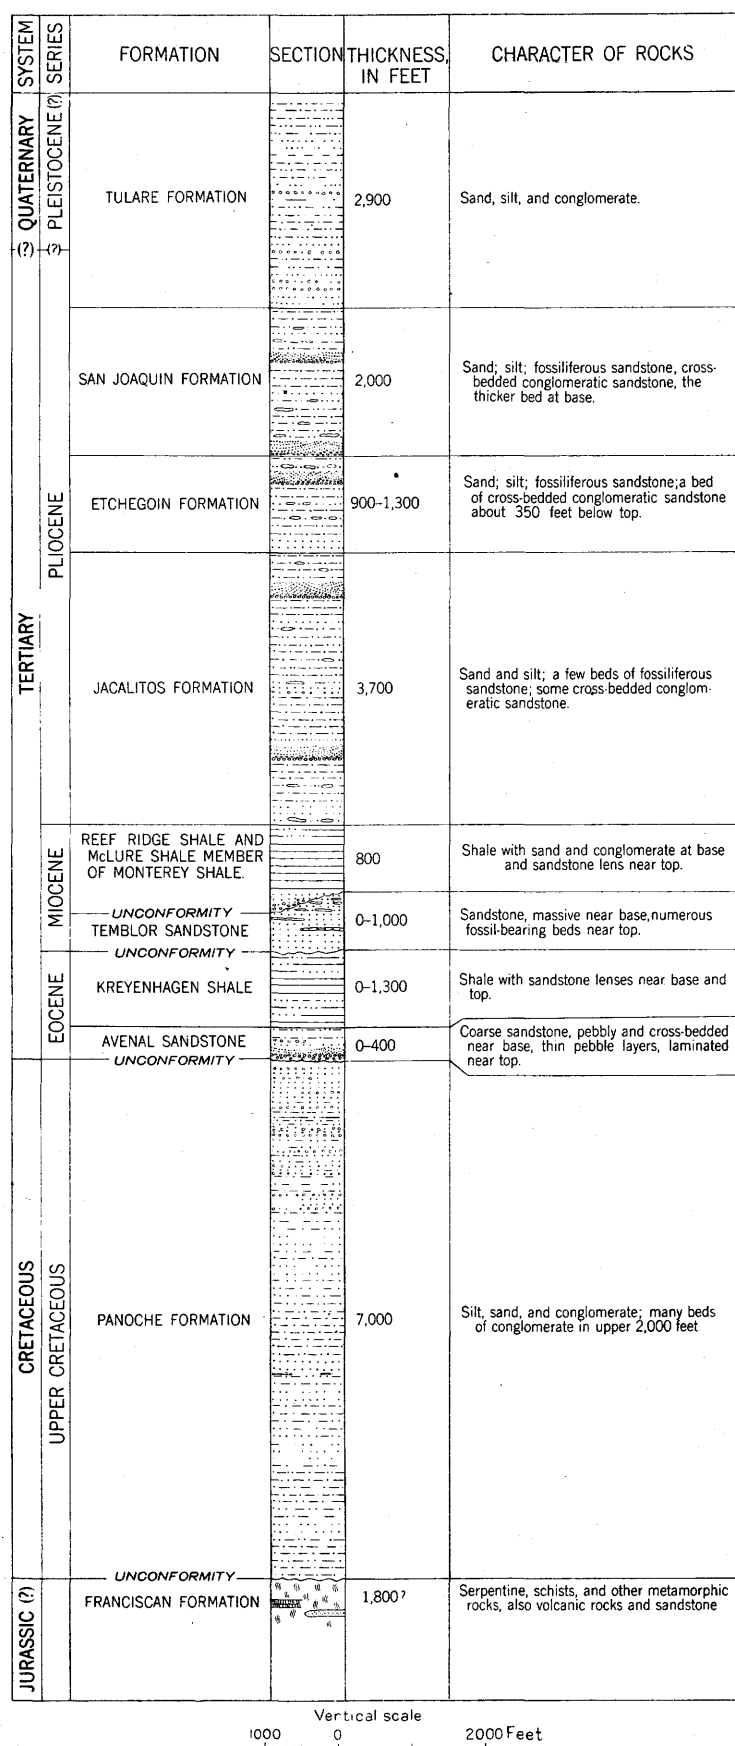 SYSTEM
SERIES
FORMATION
SECTION
THICKNESS,
IN FEET
CHARACTER OF ROCKS
QUATERNARY
(?)
PLEISTOCENE (?)
(?)
TULARE FORMATION
2,900
Sand, silt, and conglomerate.
TERTIARY
PLIOCENE
SAN JOAQUIN FORMATION
2,000
Sand; silt; fossiliferous sandstone, cross-
bedded conglomeratic sandstone, the
thicker bed at base.
ETCHEGOIN FORMATION
900-1,300
Sand; silt; fossiliferous sandstone; a bed
of cross-bedded conglomeratic sandstone
about 350 feet below top.
JACALITOS FORMATION
3,700
Sand and silt; a few beds of fossiliferous
sandstone; some cross-bedded conglom-
eratic sandstone.
MIOCENE
REEF RIDGE SHALE AND
McLURE SHALE MEMBER
OF MONTEREY SHALE.
800
Shale with sand and conglomerate at base
and sandstone lens near top.
UNCONFORMITY
TEMBLOR SANDSTONE
0-1,000
Sandstone, massive near base, numerous
fossil-bearing beds near top.
UNCONFORMITY
EOCENE
KREYENHAGEN SHALE
0-1,300
Shale with sandstone lenses near base and
top.
AVENAL SANDSTONE
0-400
Coarse sandstone, pebbly and cross-bedded
near base, thin pebble layers, laminated
near top.
UNCONFORMITY
CRETACEOUS
UPPER CRETACEOUS
PANOCHE FORMATION
7,000
Silt, sand, and conglomerate; many beds
of conglomerate in upper 2,000 feet
UNCONFORMITY
JURASSIC (?)
FRANCISCAN FORMATION
1,800?
Serpentine, schists, and other metamorphic
rocks, also volcanic rocks and sandstone
Vertical scale
1000 0 2000 Feet